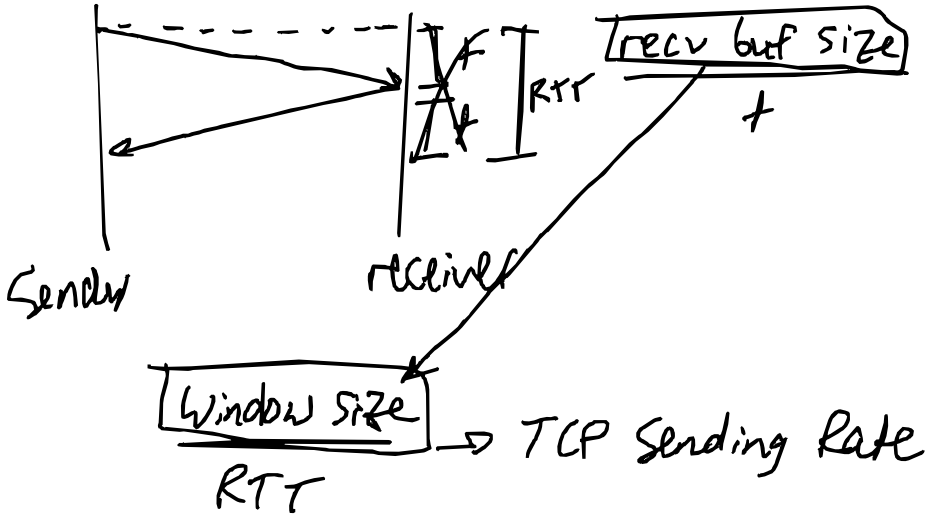 recv buf size
t
t
RTT
t
Sender
receiver
Window size
RTT
TCP Sending Rate